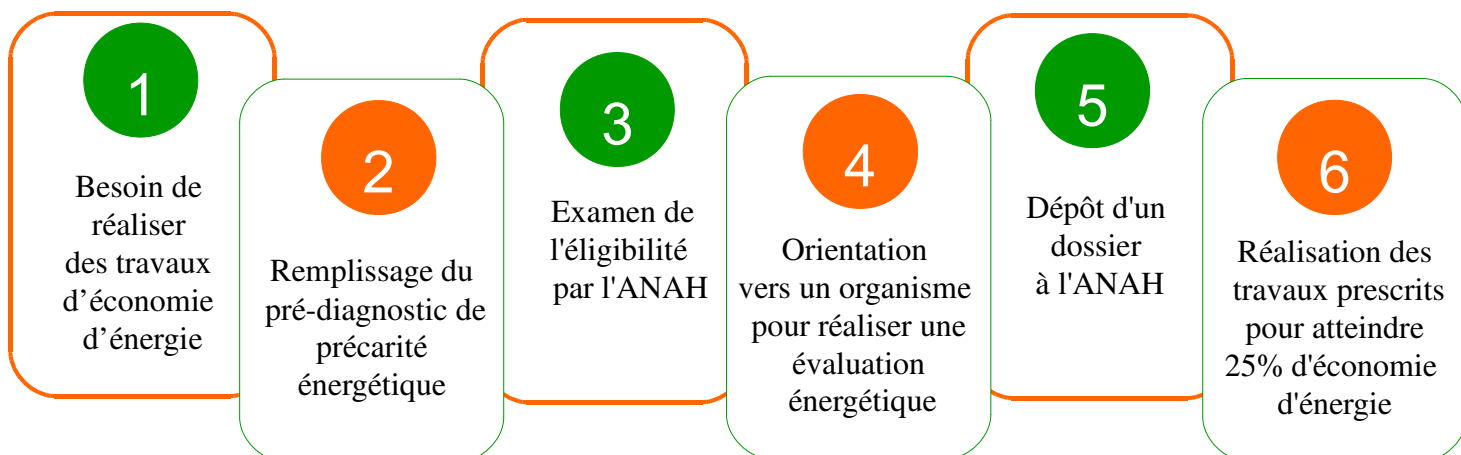 1
Besoin de
réaliser
des travaux
d’économie
d’énergie
2
Remplissage du
pré-diagnostic de
précarité
énergétique
3
Examen de
l'éligibilité
par l'ANAH
4
Orientation
vers un organisme
pour réaliser une
évaluation
énergétique
5
Dépôt d'un
dossier
à l'ANAH
6
Réalisation des
travaux prescrits
pour atteindre
25% d'économie
d'énergie